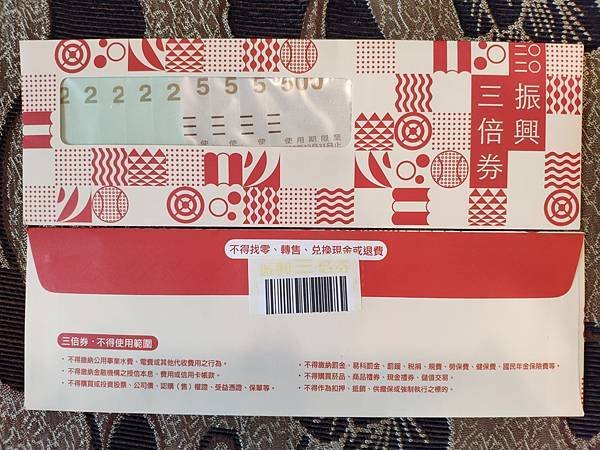 二〇二〇
振興
三倍券
2 2 2 2 2 5 5 5 500
使 使 使 使用期限至
不得找零、轉售、兌換現金或退費
三倍券，不得使用範圍
・不得繳納公用事業水費、電費或其他代收費用之行為。
・不得繳納金融機構之授信本息、費用或信用卡帳款。
・不得購買或投資股票、公司債、認購（售）權證、受益憑證、保單等。
・不得繳納罰金、易科罰金、罰鍰、稅捐、規費、勞保費、健保費、國民年金保險費等。
・不得購買菸品、商品禮券、現金禮券、儲值交易。
・不得作為扣押、抵銷、供擔保或強制執行之標的。